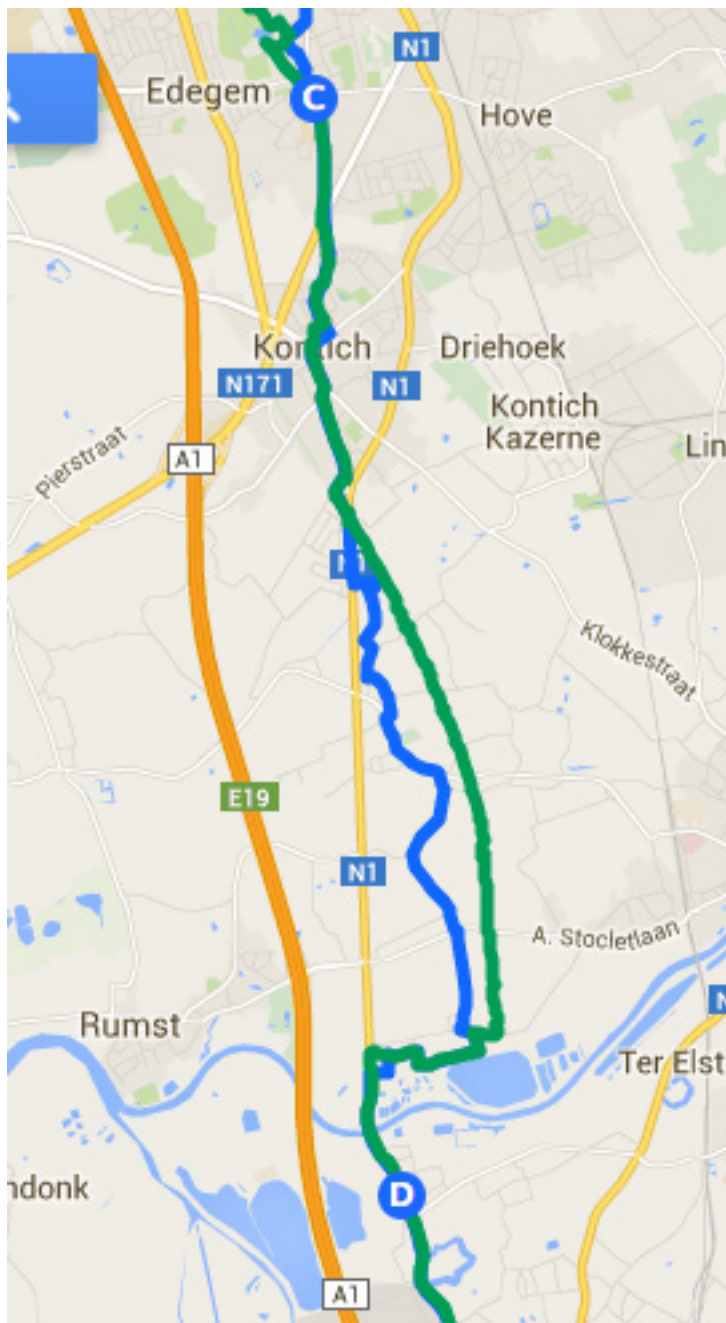 N1
Edegem
C
Hove
Kontich
Driehoek
N171
N1
Kontich
Kazerne
Lin
Pierstraat
A1
N1
Klokkestraat
E19
N1
A. Stocletlaan
N
Rumst
Ter Elst
ndonk
D
A1